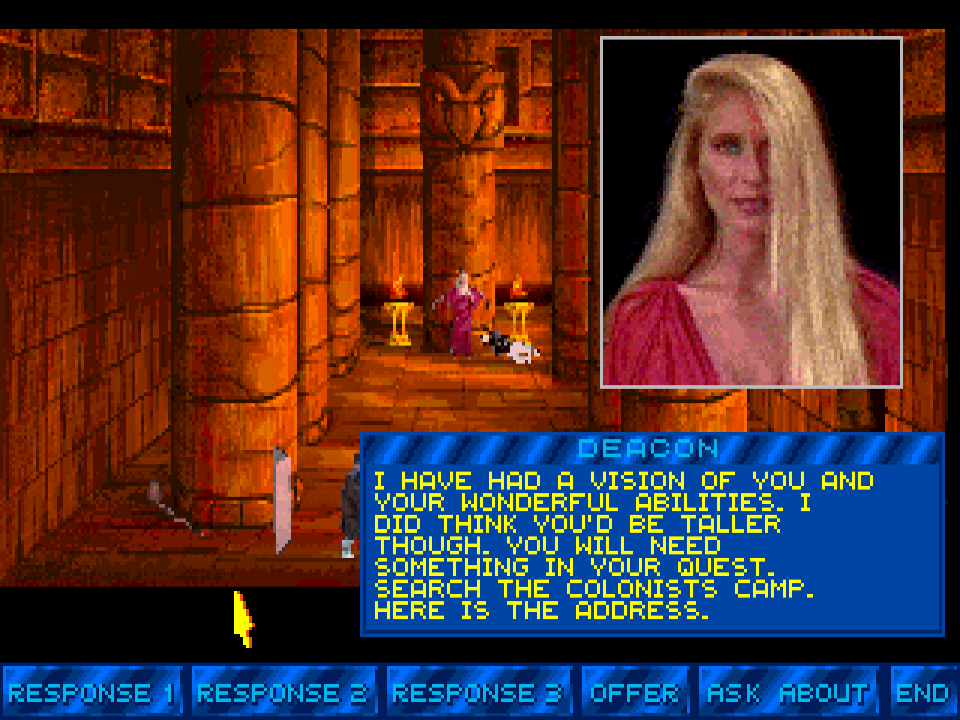 DEACON
I HAVE HAD A VISION OF YOU AND
YOUR WONDERFUL ABILITIES. I
DID THINK YOU'D BE TALLER
THOUGH. YOU WILL NEED
SOMETHING IN YOUR QUEST.
SEARCH THE COLONISTS CAMP.
HERE IS THE ADDRESS.
RESPONSE 1 RESPONSE 2 RESPONSE 3 OFFER ASK ABOUT END